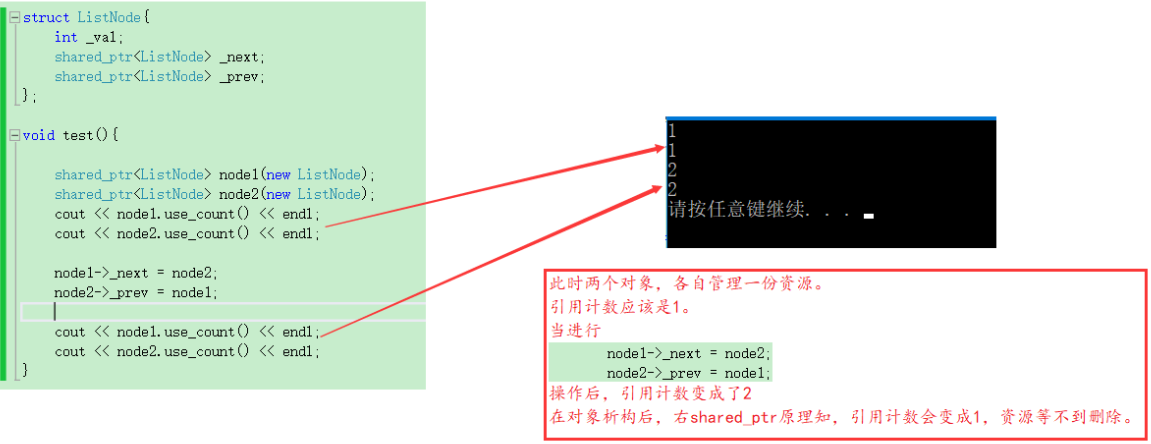 struct ListNode{
int _val;
shared_ptr<ListNode> _next;
shared_ptr<ListNode> _prev;
};
void test(){
shared_ptr<ListNode> node1(new ListNode);
shared_ptr<ListNode> node2(new ListNode);
cout << node1.use_count() << endl;
cout << node2.use_count() << endl;
node1->_next = node2;
node2->_prev = node1;
cout << node1.use_count() << endl;
cout << node2.use_count() << endl;
}
1
1
2
2
请按任意键继续. . .
此时两个对象，各自管理一份资源。
引用计数应该是1。
当进行
node1->_next = node2;
node2->_prev = node1;
操作后，引用计数变成了2
在对象析构后，右shared_ptr原理知，引用计数会变成1，资源等不到删除。